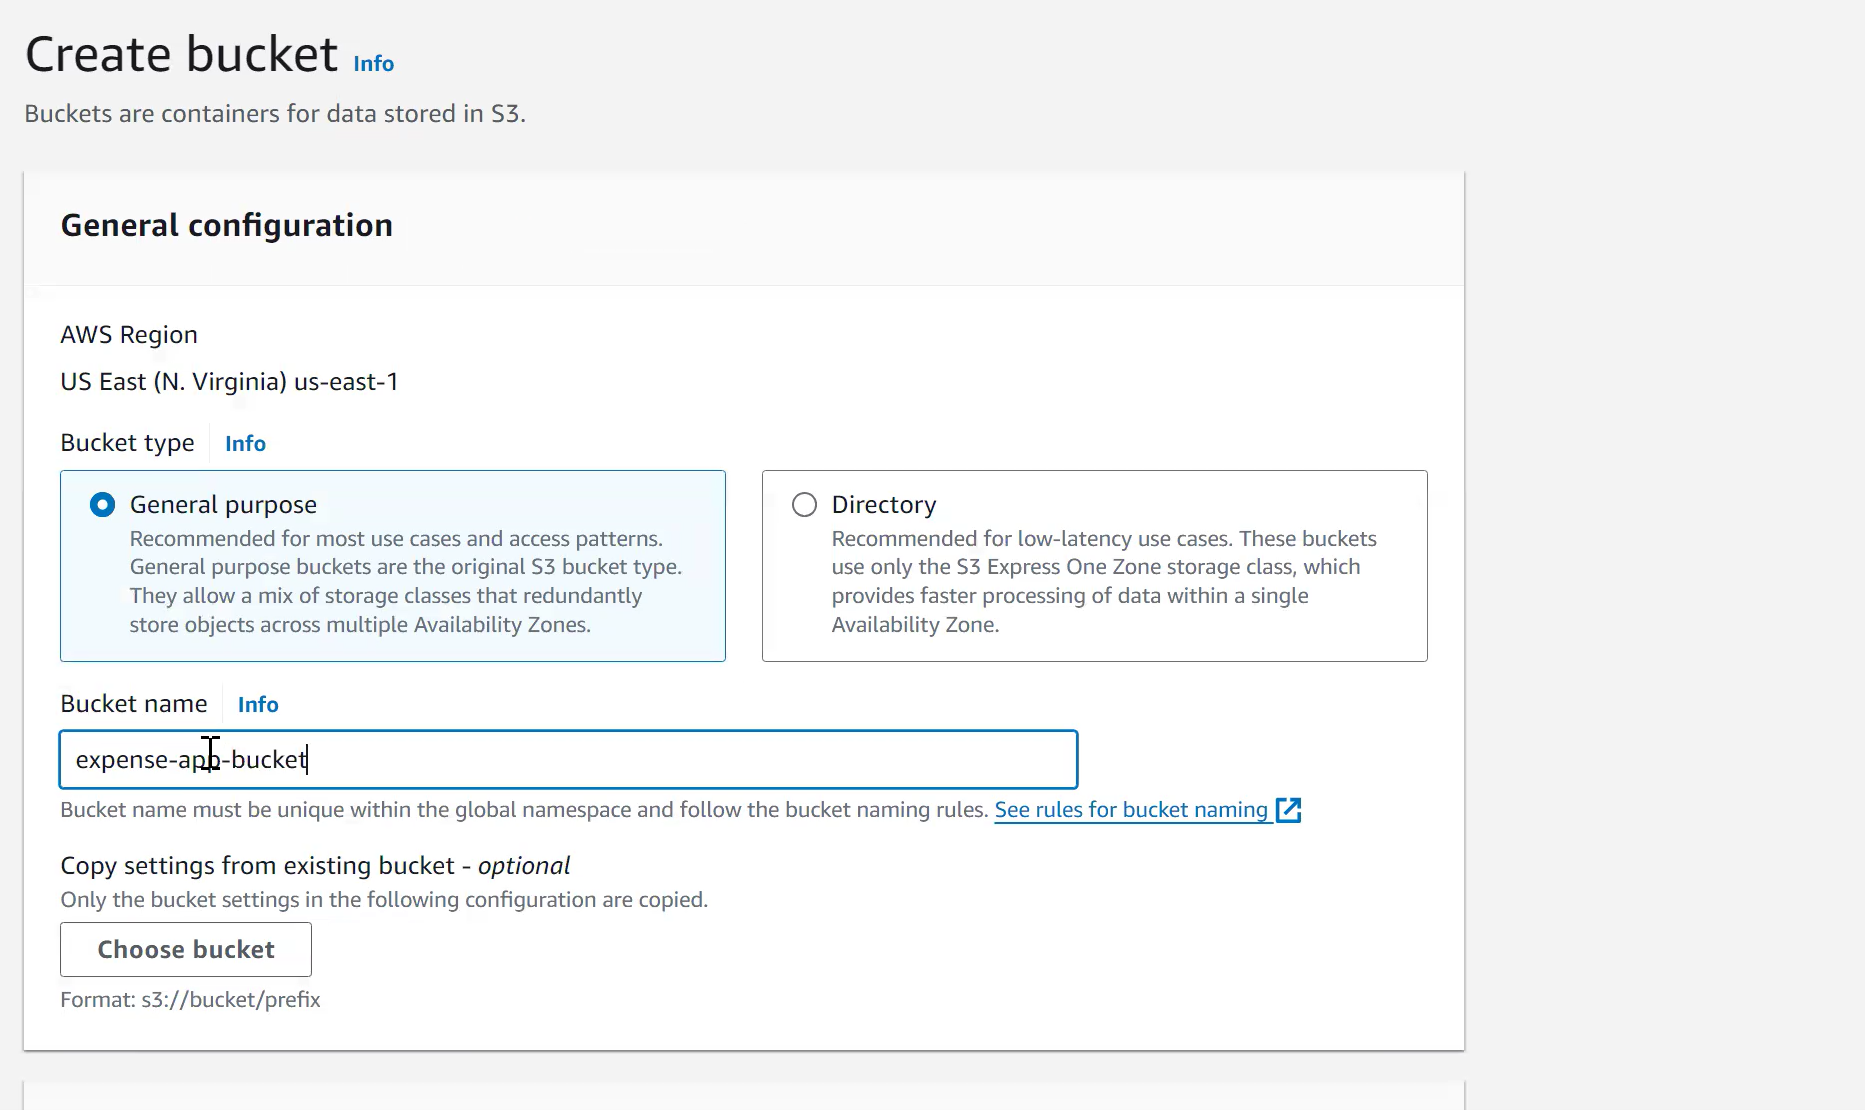 Create bucket Info
Buckets are containers for data stored in S3.
General configuration
AWS Region
US East (N. Virginia) us-east-1
Bucket type Info
General purpose
Recommended for most use cases and access patterns.
General purpose buckets are the original S3 bucket type.
They allow a mix of storage classes that redundantly
store objects across multiple Availability Zones.
Directory
Recommended for low-latency use cases. These buckets
use only the S3 Express One Zone storage class, which
provides faster processing of data within a single
Availability Zone.
Bucket name Info
expense-app-bucket
Bucket name must be unique within the global namespace and follow the bucket naming rules. See rules for bucket naming
Copy settings from existing bucket - optional
Only the bucket settings in the following configuration are copied.
Choose bucket
Format: s3://bucket/prefix